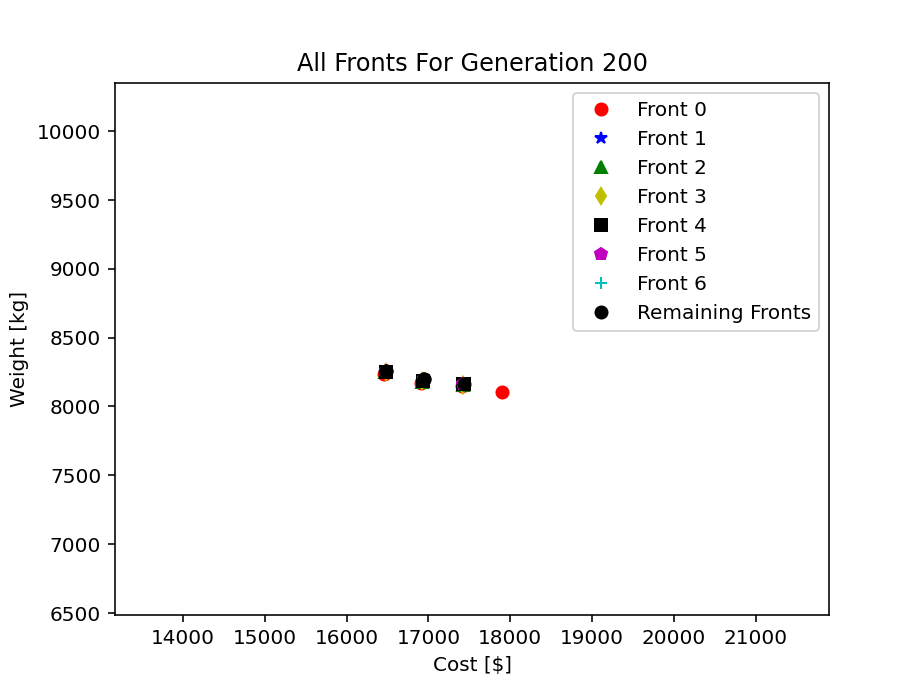 All Fronts For Generation 200
Front 0
Front 1
Front 2
Front 3
Front 4
Front 5
Front 6
Remaining Fronts
Weight [kg]
10000
9500
9000
8500
8000
7500
7000
6500
14000 15000 16000 17000 18000 19000 20000 21000
Cost [$]